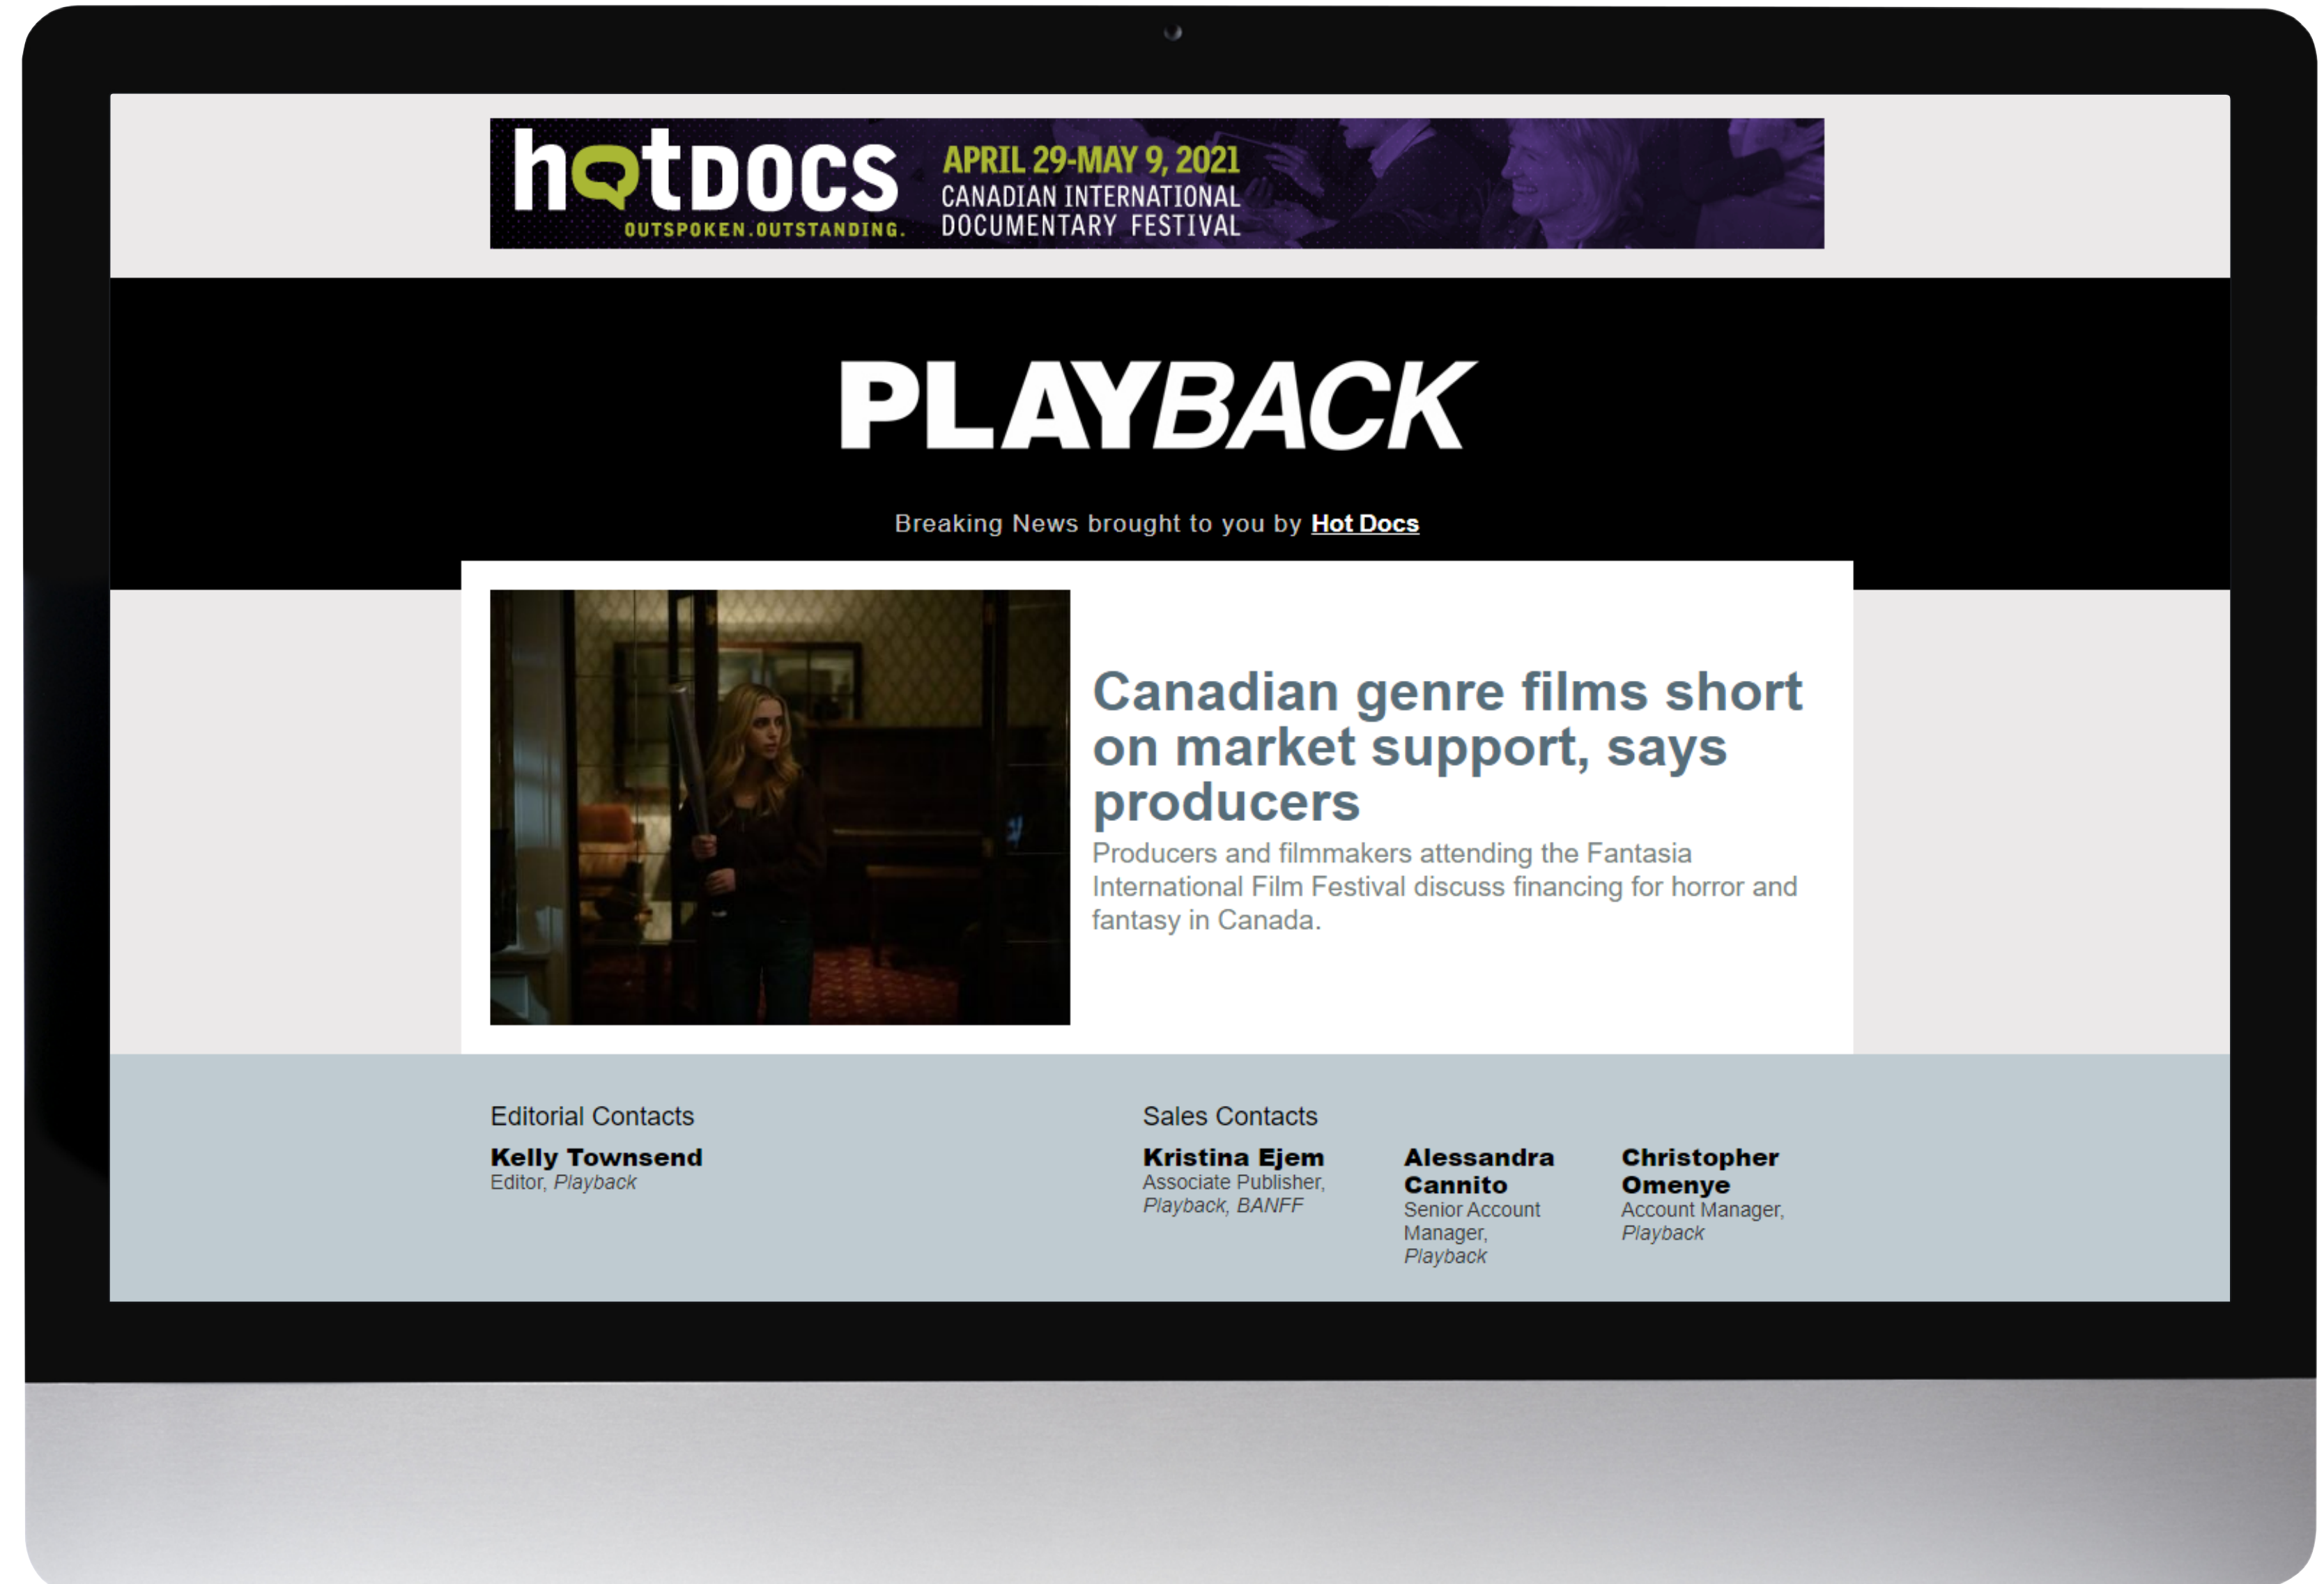 hotDOCS
OUTSPOKEN.OUTSTANDING.
APRIL 29-MAY 9, 2021
CANADIAN INTERNATIONAL
DOCUMENTARY FESTIVAL
PLAYBACK
Breaking News brought to you by Hot Docs
Canadian genre films short
on market support, says
producers
Producers and filmmakers attending the Fantasia
International Film Festival discuss financing for horror and
fantasy in Canada.
Editorial Contacts
Kelly Townsend
Editor, Playback
Sales Contacts
Kristina Ejem
Associate Publisher,
Playback, BANFF
Alessandra
Cannito
Senior Account
Manager,
Playback
Christopher
Omenye
Account Manager,
Playback